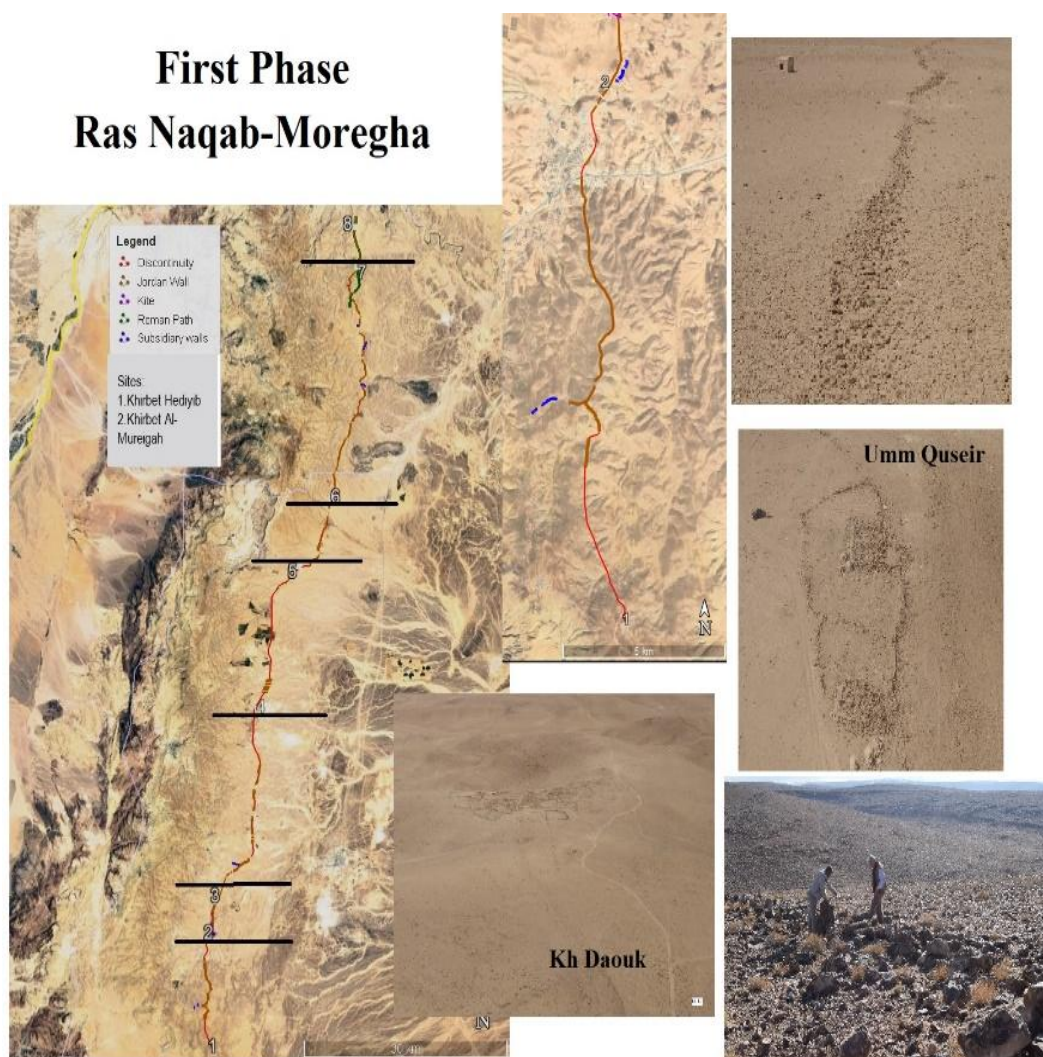 First Phase
Ras Naqab-Moregha
Legend
Discontinuity
Jordan Wall
Kite
Roman Path
Subsidiary walls
Sites:
1.Khirbet Hediyib
2.Khirbet Al-
Mureigah
8
7
6
5
4
3
2
1
N
30 km
2
1
N
5 km
Umm Quseir
Kh Daouk